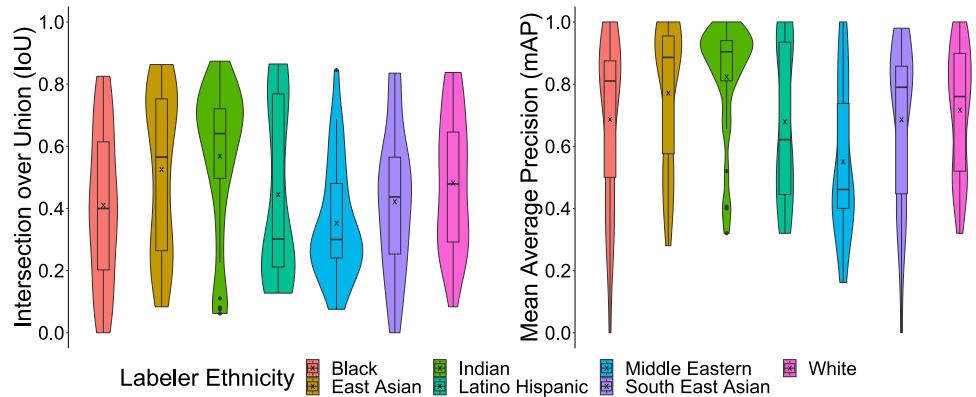 Intersection over Union (IoU)
1.0
0.8
0.6
0.4
0.2
0.0
Mean Average Precision (mAP)
1.0
0.8
0.6
0.4
0.2
0.0
Labeler Ethnicity
Black
Indian
Middle Eastern
White
East Asian
Latino Hispanic
South East Asian